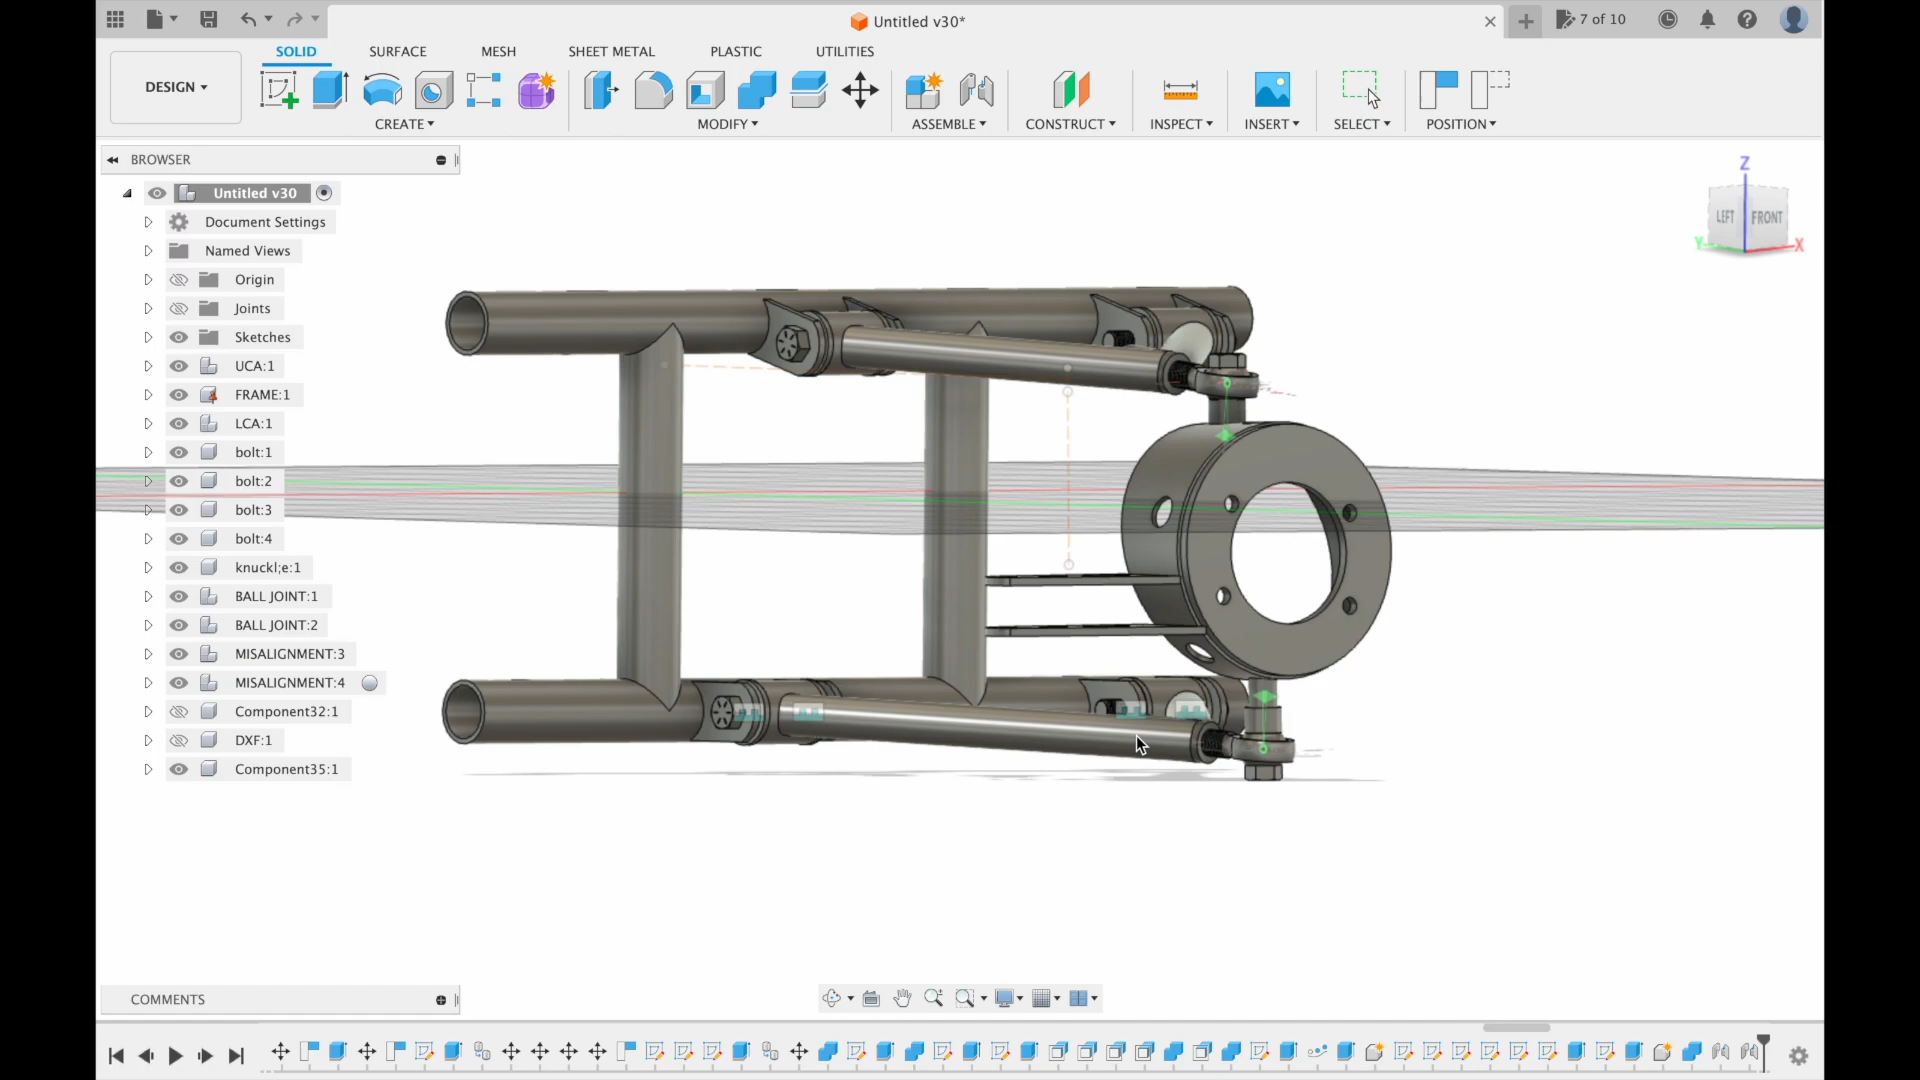 Untitled v30*
7 of 10
DESIGN
SOLID
SURFACE
MESH
SHEET METAL
PLASTIC
UTILITIES
CREATE
MODIFY
ASSEMBLE
CONSTRUCT
INSPECT
INSERT
SELECT
POSITION
BROWSER
Untitled v30
Document Settings
Named Views
Origin
Joints
Sketches
UCA:1
FRAME:1
LCA:1
bolt:1
bolt:2
bolt:3
bolt:4
knuckl;e:1
BALL JOINT:1
BALL JOINT:2
MISALIGNMENT:3
MISALIGNMENT:4
Component32:1
DXF:1
Component35:1
Z
LEFT
FRONT
Y
X
COMMENTS